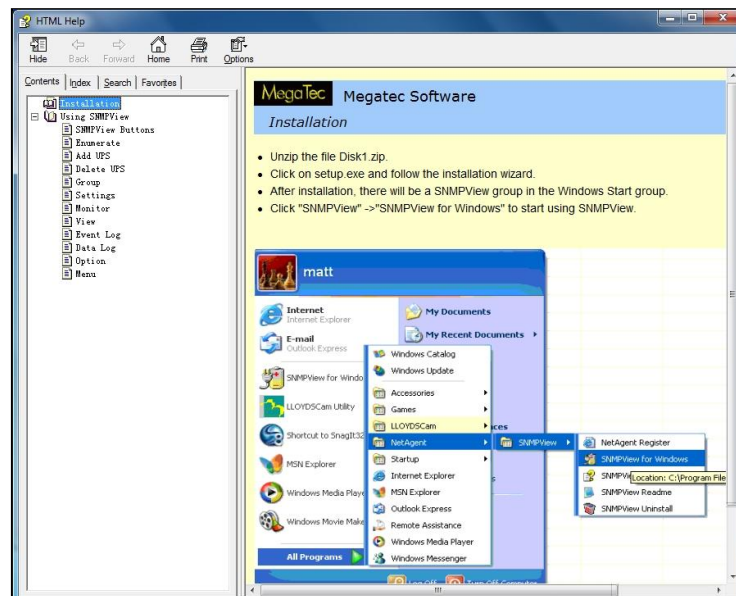 HTML Help
Hide Back Forward Home Print Options
Contents Index Search Favorites
Installation
Using SNMPView
SNMPView Buttons
Enumerate
Add UPS
Delete UPS
Group
Settings
Monitor
View
Event Log
Data Log
Option
Menu
MegaTec Megatec Software
Installation
Unzip the file Disk1.zip.
Click on setup.exe and follow the installation wizard.
After installation, there will be a SNMPView group in the Windows Start group.
Click "SNMPView" ->"SNMPView for Windows" to start using SNMPView.
matt
Internet
Internet Explorer
E-mail
Outlook Express
SNMPView for Windo
LLOYDSCam Utility
Shortcut to SnagIt32
MSN Explorer
Windows Media Playe
Windows Movie Make
All Programs
My Documents
My Recent Documents
ces
s
Windows Catalog
Windows Update
Accessories
Games
LLOYDSCam
NetAgent
Startup
Internet Explorer
MSN Explorer
Outlook Express
Remote Assistance
Windows Media Player
Windows Messenger
SNMPView
NetAgent Register
SNMPView for Windows
SNMPVi
Location: C:\Program File
SNMPView Readme
SNMPView Uninstall
Log Off Turn Off Computer